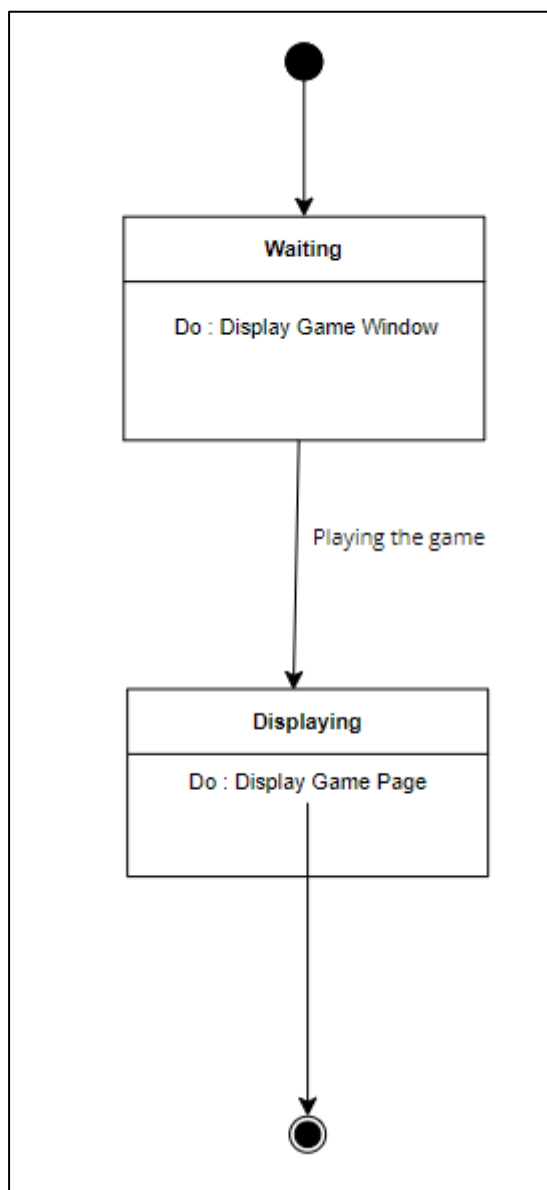 Waiting
Do : Display Game Window
Playing the game
Displaying
Do : Display Game Page